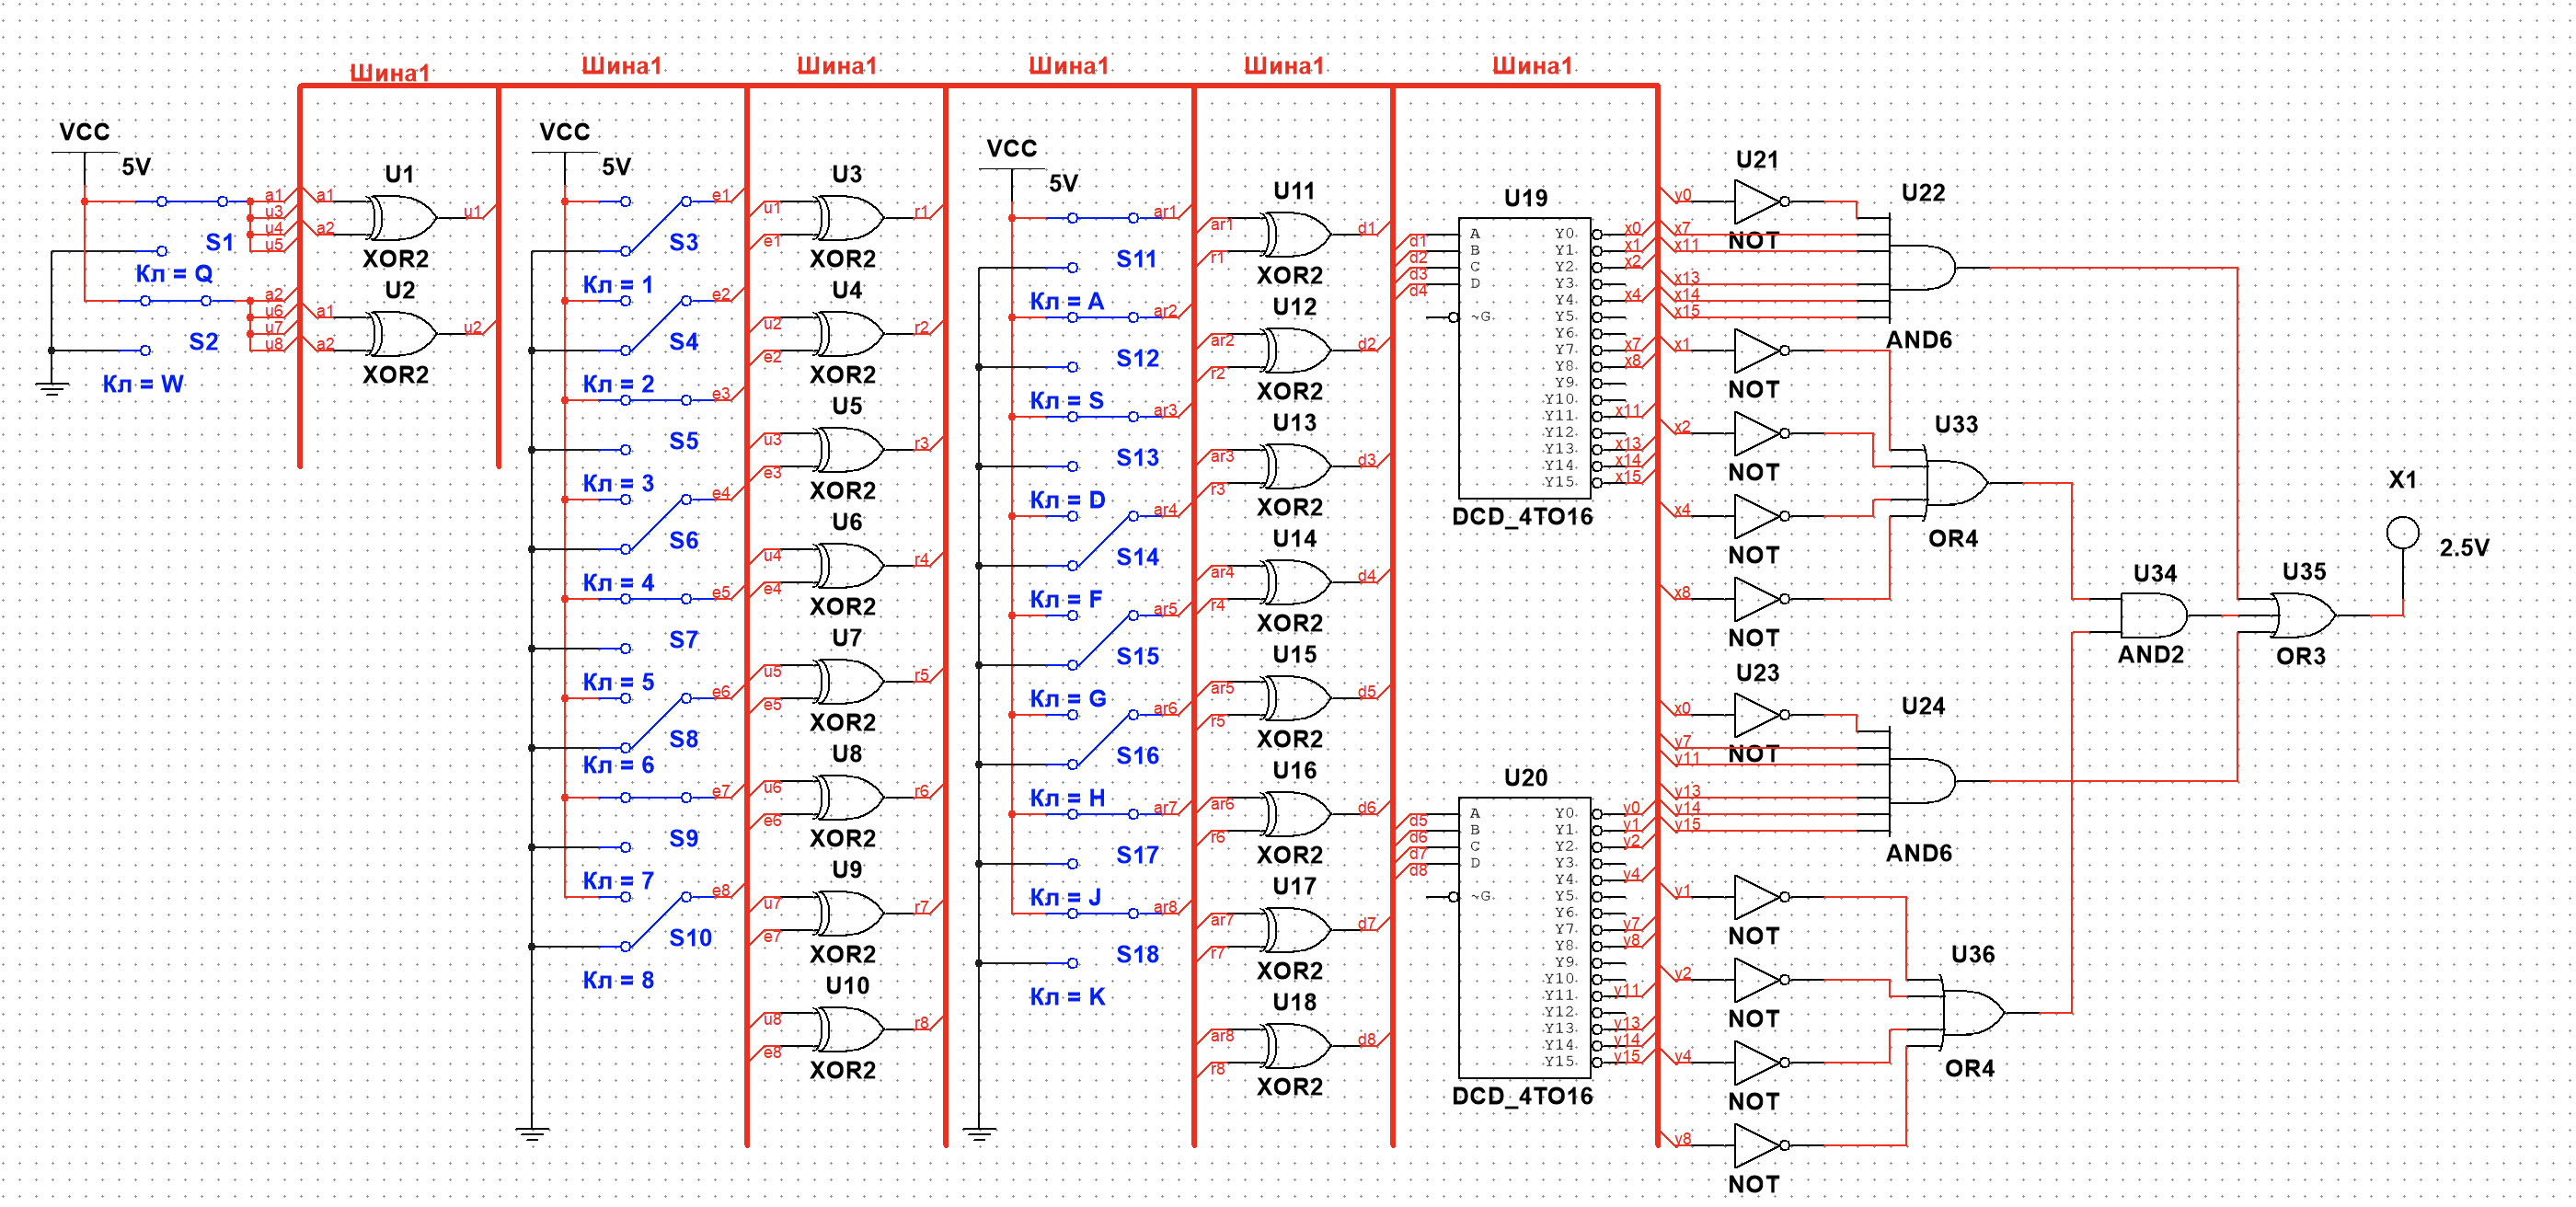 Шина1
Шина1
Шина1
Шина1
Шина1
Шина1
VCC
5V
a1
u3
u4
u5
S1
Кл = Q
a2
u6
u7
u8
S2
Кл = W
a1
a2
U1
XOR2
u1
a1
a2
U2
XOR2
u2
VCC
5V
e1
S3
Кл = 1
e2
S4
Кл = 2
e3
S5
Кл = 3
e4
S6
Кл = 4
e5
S7
Кл = 5
e6
S8
Кл = 6
e7
S9
Кл = 7
e8
S10
Кл = 8
U3
u1
e1
r1
XOR2
U4
u2
e2
r2
XOR2
U5
u3
e3
r3
XOR2
U6
u4
e4
r4
XOR2
U7
u5
e5
r5
XOR2
U8
u6
e6
r6
XOR2
U9
u7
e7
r7
XOR2
U10
u8
e8
r8
XOR2
VCC
5V
ar1
S11
Кл = A
ar2
S12
Кл = S
ar3
S13
Кл = D
ar4
S14
Кл = F
ar5
S15
Кл = G
ar6
S16
Кл = H
ar7
S17
Кл = J
ar8
S18
Кл = K
U11
ar1
r1
d1
XOR2
U12
ar2
r2
d2
XOR2
U13
ar3
r3
d3
XOR2
U14
ar4
r4
d4
XOR2
U15
ar5
r5
d5
XOR2
U16
ar6
r6
d6
XOR2
U17
ar7
r7
d7
XOR2
U18
ar8
r8
d8
XOR2
U19
d1
d2
d3
d4
A
B
C
D
~G
Y0
Y1
Y2
Y3
Y4
Y5
Y6
Y7
Y8
Y9
Y10
Y11
Y12
Y13
Y14
Y15
x0
x1
x2
x4
x7
x8
x11
x13
x14
x15
DCD_4TO16
U20
d5
d6
d7
d8
A
B
C
D
~G
Y0
Y1
Y2
Y3
Y4
Y5
Y6
Y7
Y8
Y9
Y10
Y11
Y12
Y13
Y14
Y15
y0
y1
y2
y4
y7
y8
y11
y13
y14
y15
DCD_4TO16
U21
y0
NOT
x7
x11
x13
x14
x15
U22
AND6
x1
NOT
x2
NOT
x4
NOT
x8
NOT
U33
OR4
U23
x0
NOT
y7
y11
y13
y14
y15
U24
AND6
y1
NOT
y2
NOT
y4
NOT
y8
NOT
U36
OR4
U34
AND2
U35
OR3
X1
2.5V